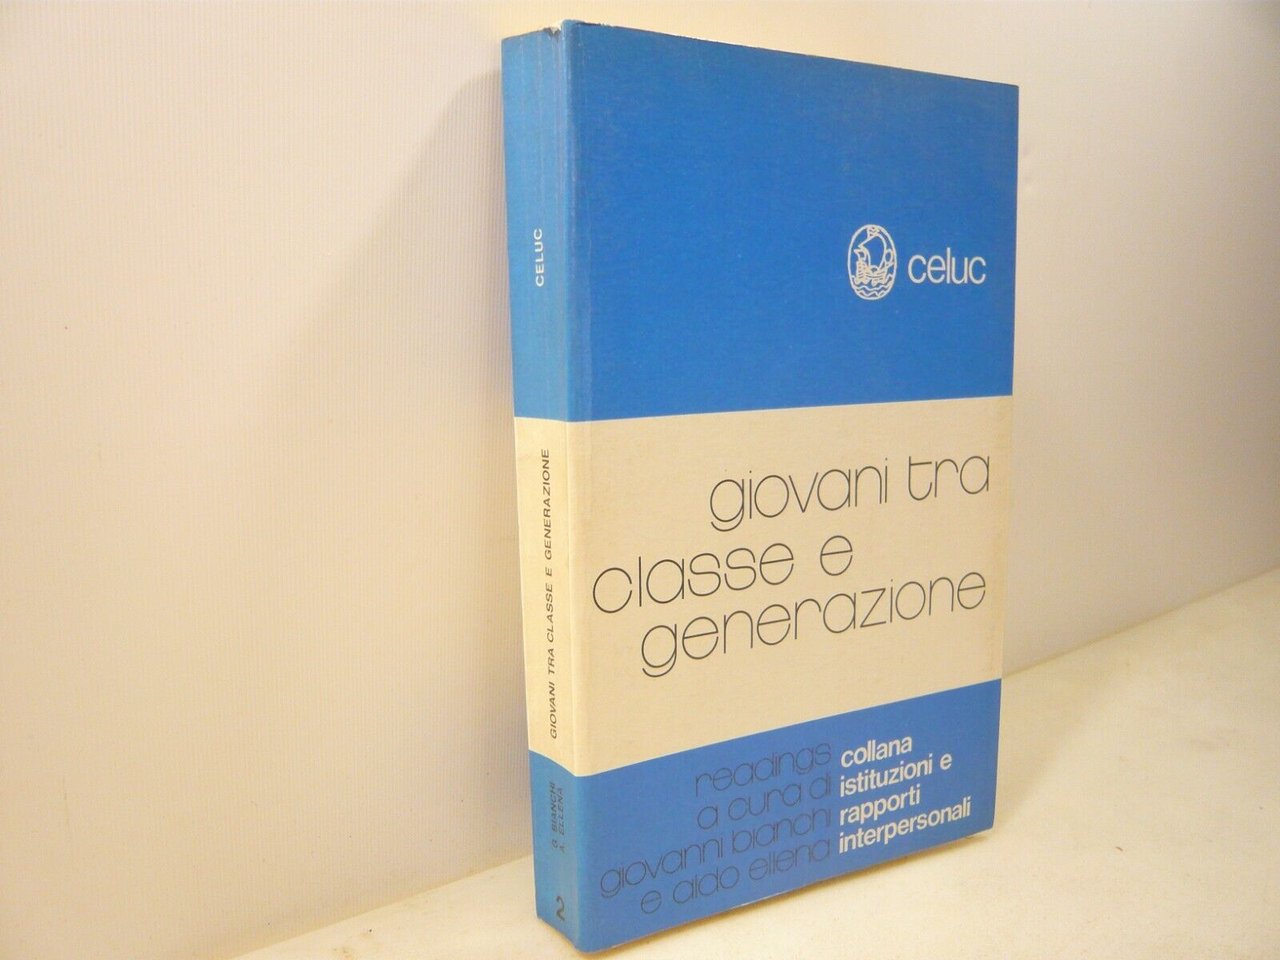 CELUC
GIOVANI TRA CLASSE E GENERAZIONE
G. BIANCHI
A. ELLENA
2
celuc
giovani tra
classe e
generazione
readings
a cura di
giovanni bianchi
e aldo ellena
collana
istituzioni e
rapporti
interpersonali